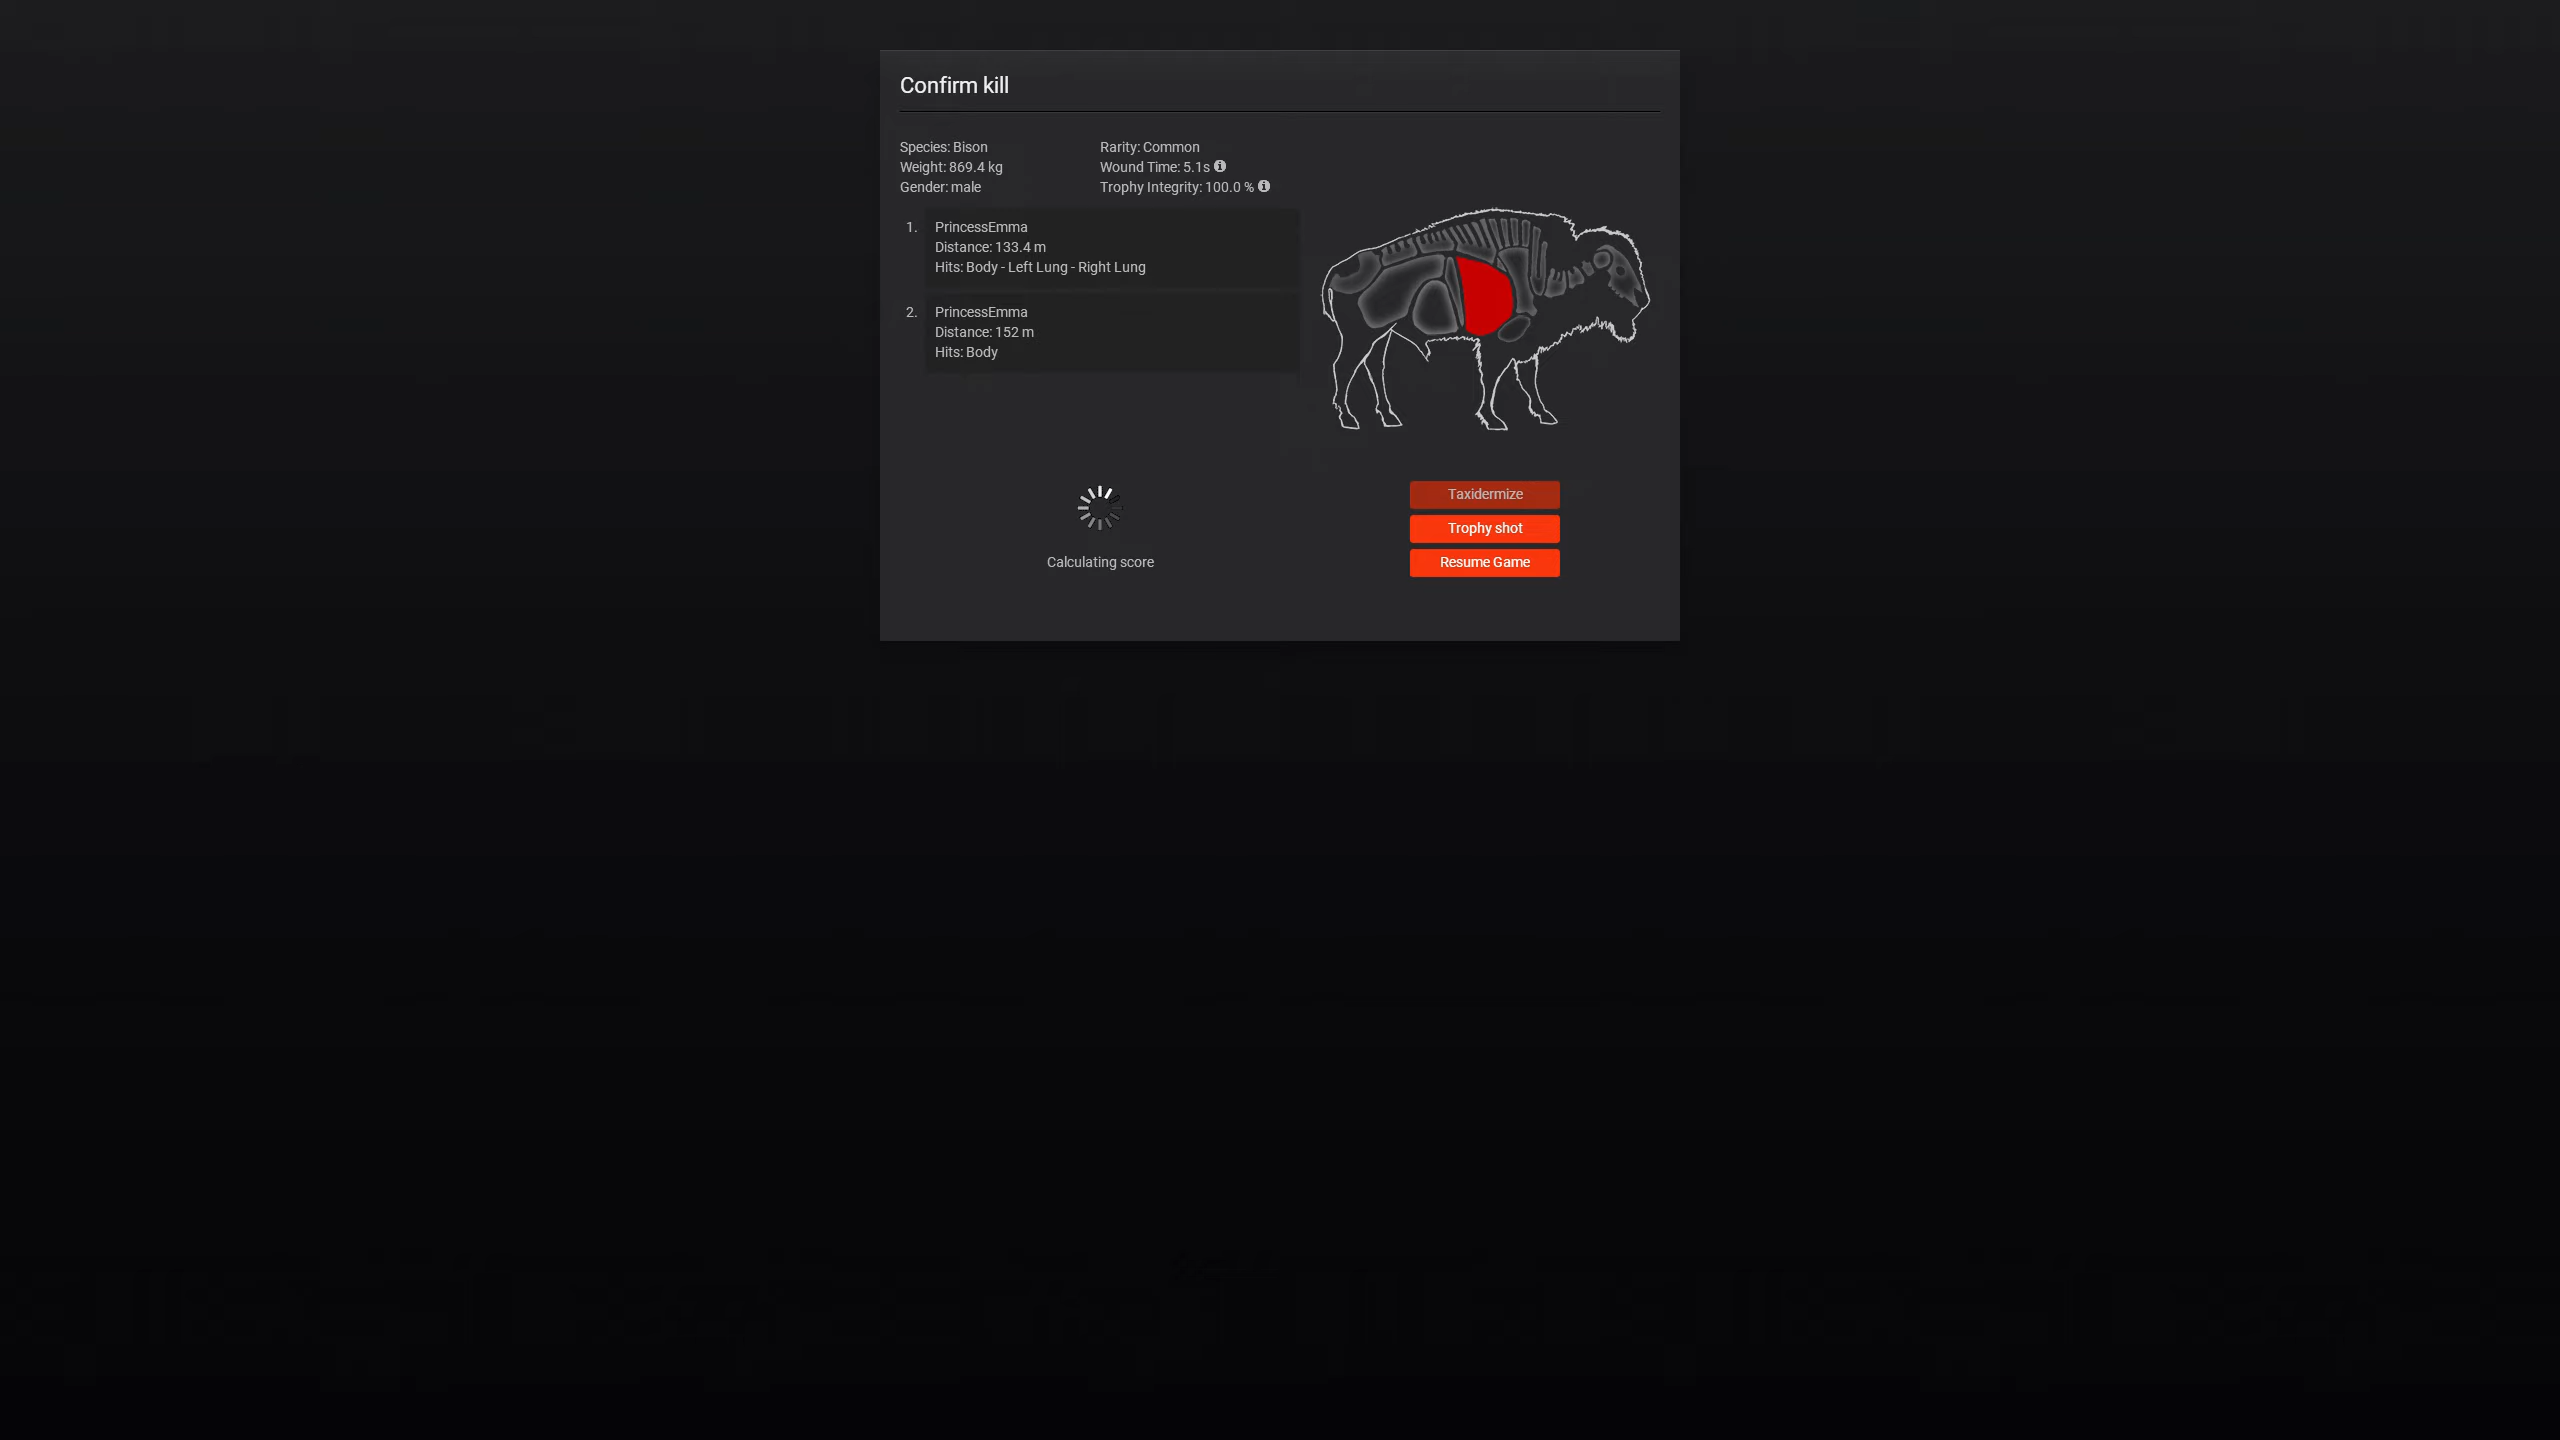 Confirm kill
Species: Bison
Rarity: Common
Weight: 869.4 kg
Wound Time: 5.1s
Gender: male
Trophy Integrity: 100.0 %
1. PrincessEmma
Distance: 133.4 m
Hits: Body - Left Lung - Right Lung
2. PrincessEmma
Distance: 152 m
Hits: Body
Calculating score
Taxidermize
Trophy shot
Resume Game